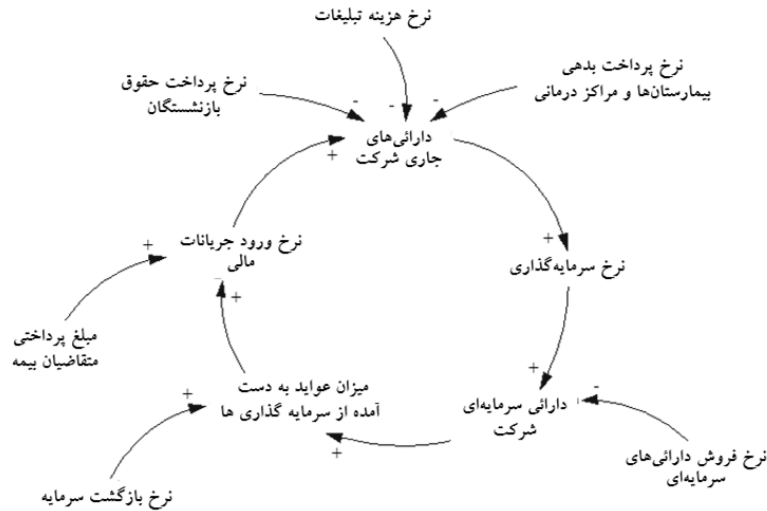 نرخ هزینه تبلیغات
نرخ پرداخت بدهی
بیمارستان‌ها و مراکز درمانی
نرخ پرداخت حقوق
بازنشستگان
-
-
-
دارائی‌های
جاری شرکت
+
نرخ ورود جریانات
مالی
+
+
نرخ سرمایه‌گذاری
+
مبلغ پرداختی
متقاضیان بیمه
+
میزان عواید به دست
آمده از سرمایه گذاری ها
+
+
+
-
دارائی سرمایه‌ای
شرکت
نرخ فروش دارائی‌های
سرمایه‌ای
نرخ بازگشت سرمایه